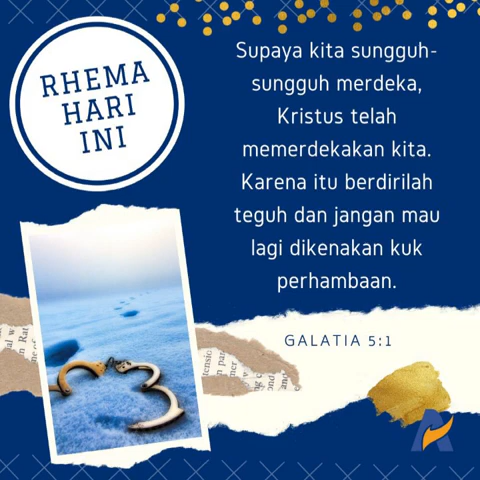 RHEMA
HARI
INI
Supaya kita sungguh-
sungguh merdeka,
Kristus telah
memerdekakan kita.
Karena itu berdirilah
teguh dan jangan mau
lagi dikenakan kuk
perhambaan.
GALATIA 5:1